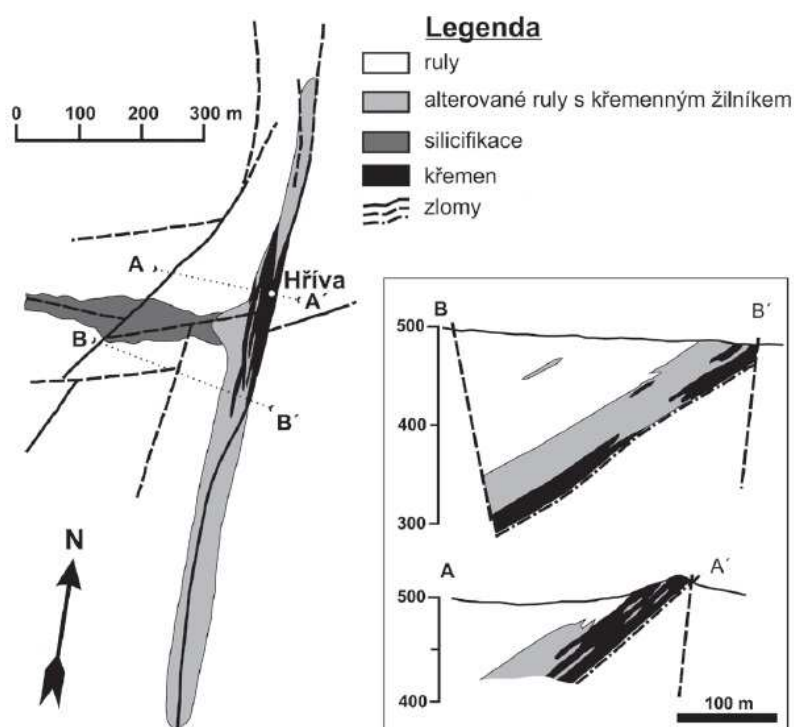 Legenda
ruly
alterované ruly s křemenným žilníkem
silicifikace
křemen
zlomy
0 100 200 300 m
A
Hříva
A´
B
B´
N
B
B´
500
400
300
A
A´
500
400
100 m